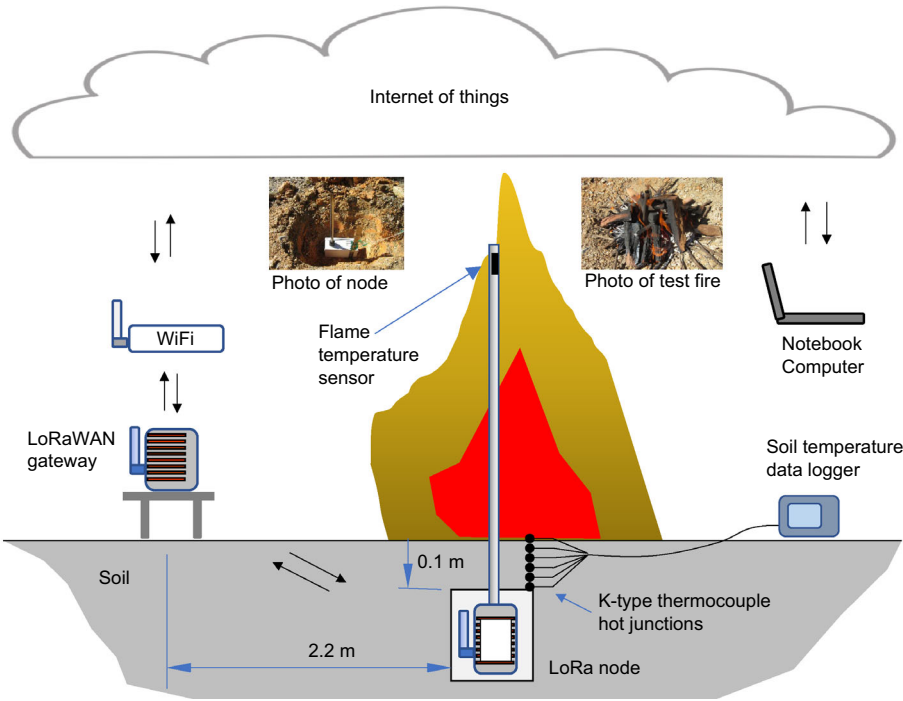 Internet of things
Photo of node
Photo of test fire
WiFi
Flame
temperature
sensor
Notebook
Computer
LoRaWAN
gateway
Soil temperature
data logger
Soil
0.1 m
K-type thermocouple
hot junctions
2.2 m
LoRa node